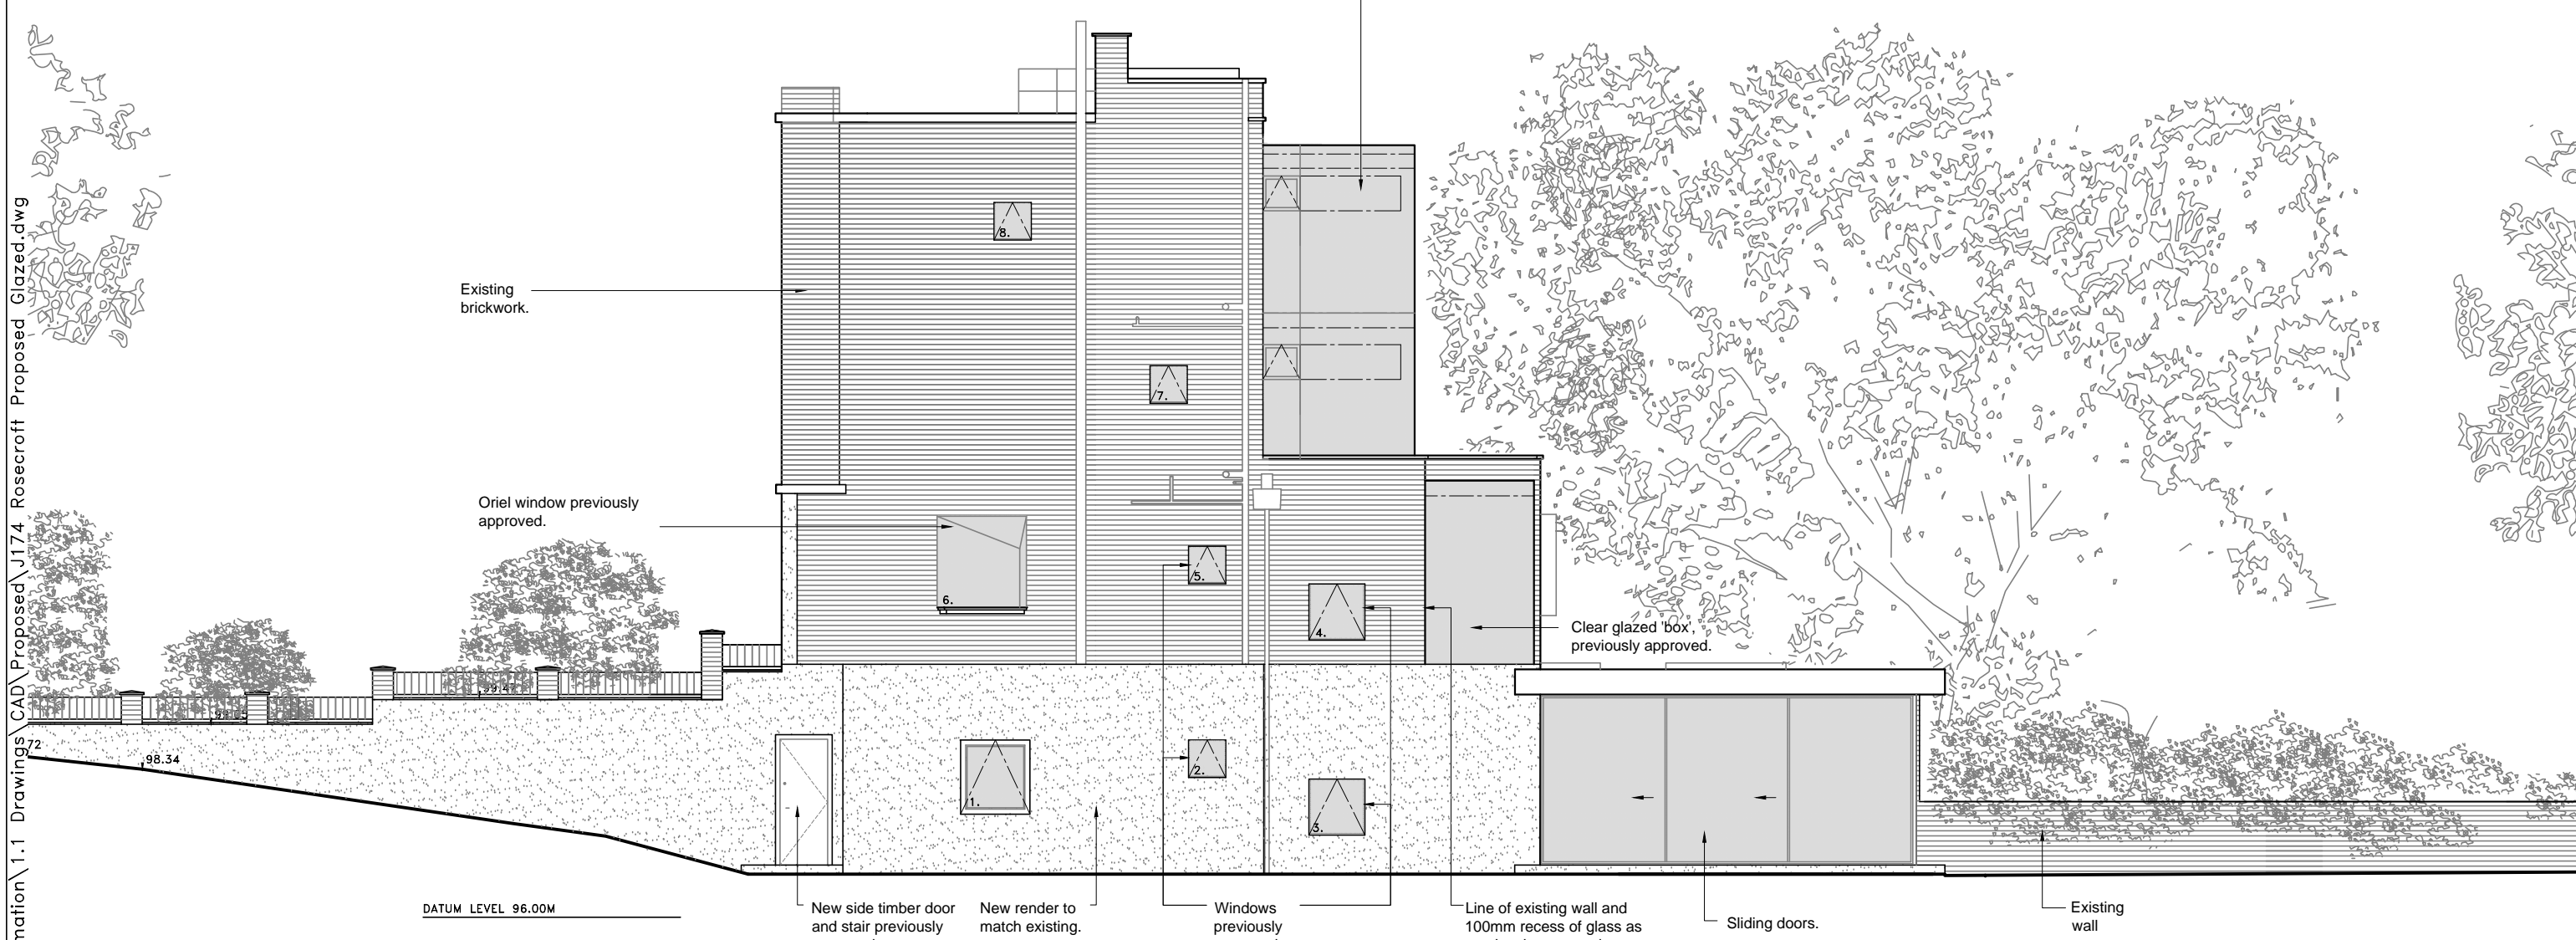 mation\1.1 Drawings\CAD\Proposed\J174 Rosecroft Proposed Glazed.dwg
8.
Existing
brickwork.
7.
Oriel window previously
approved.
5.
6.
4.
Clear glazed 'box',
previously approved.
72
98.34
2.
1.
3.
DATUM LEVEL 96.00M
New side timber door
and stair previously
New render to
match existing.
Windows
previously
Line of existing wall and
100mm recess of glass as
Sliding doors.
Existing
wall